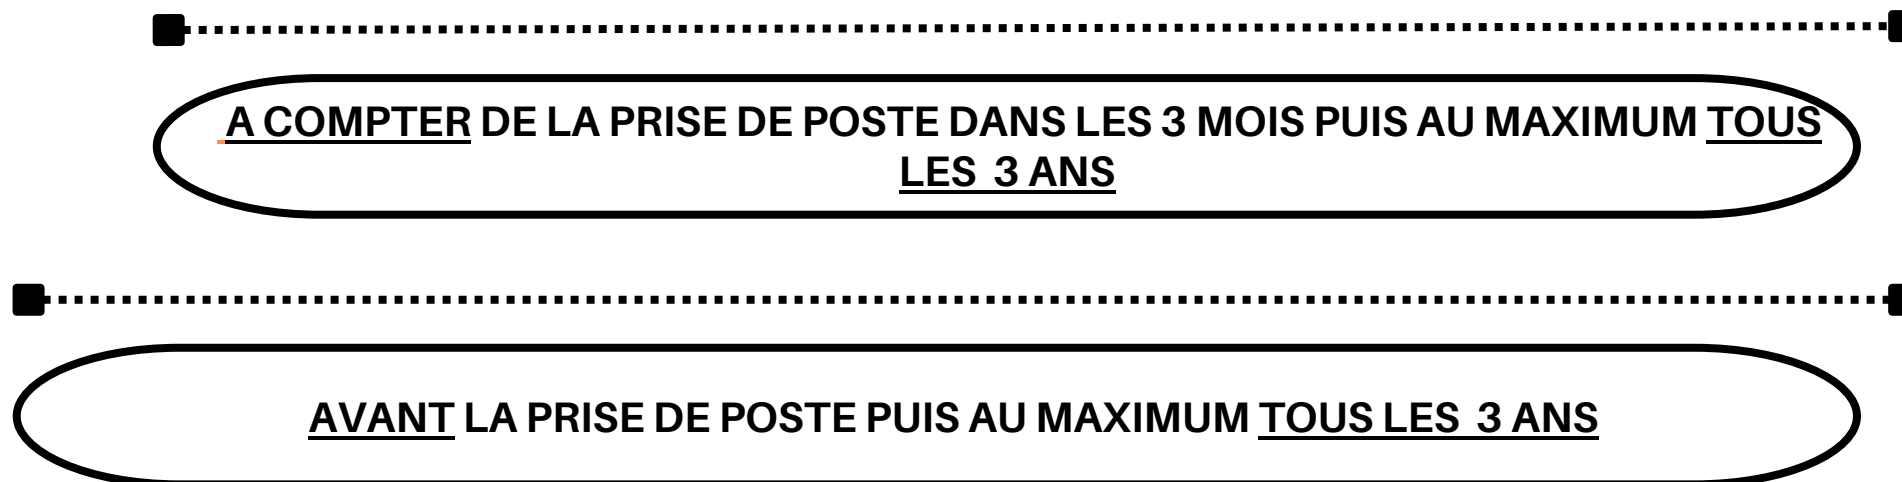 A COMPTER DE LA PRISE DE POSTE DANS LES 3 MOIS PUIS AU MAXIMUM TOUS
LES  3 ANS
AVANT LA PRISE DE POSTE PUIS AU MAXIMUM TOUS LES  3 ANS